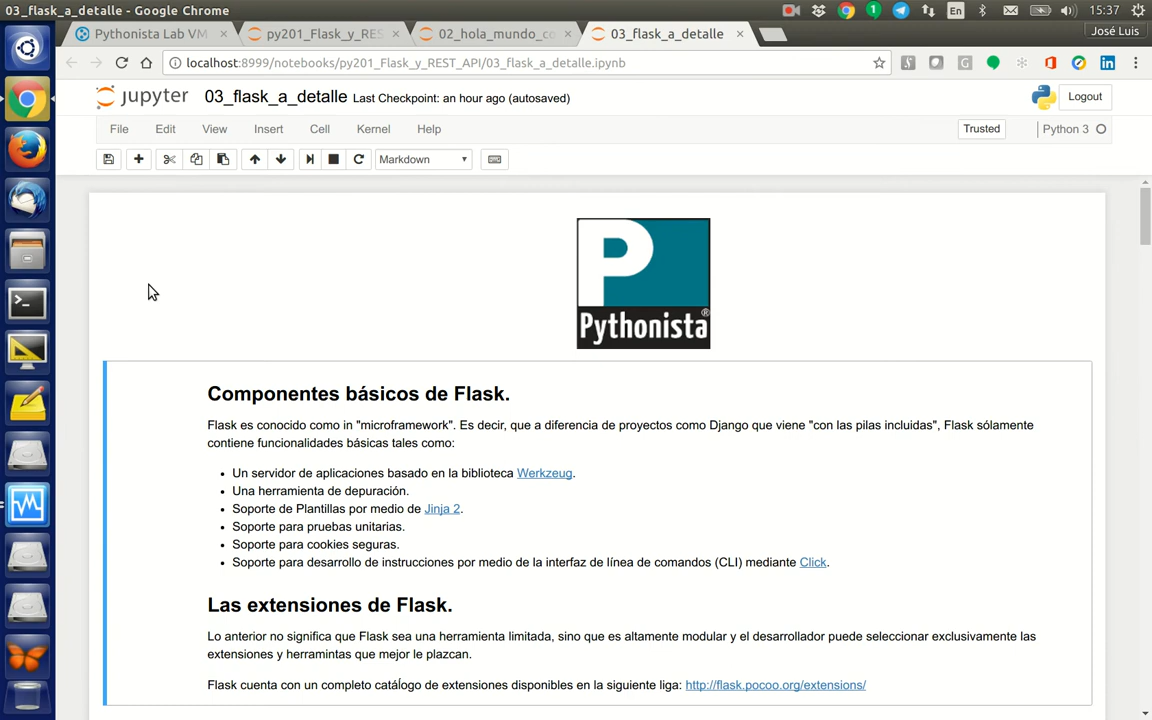 03_flask_a_detalle - Google Chrome
En
15:37
Pythonista Lab VM
py201_Flask_y_RES
02_hola_mundo_co
03_flask_a_detalle
José Luis
localhost:8999/notebooks/py201_Flask_y_REST_API/03_flask_a_detalle.ipynb
jupyter
03_flask_a_detalle Last Checkpoint: an hour ago (autosaved)
Logout
File Edit View Insert Cell Kernel Help
Trusted
Python 3
Markdown
P
Pythonista®
Componentes básicos de Flask.
Flask es conocido como in "microframework". Es decir, que a diferencia de proyectos como Django que viene "con las pilas incluidas", Flask sólamente
contiene funcionalidades básicas tales como:
• Un servidor de aplicaciones basado en la biblioteca Werkzeug.
• Una herramienta de depuración.
• Soporte de Plantillas por medio de Jinja 2.
• Soporte para pruebas unitarias.
• Soporte para cookies seguras.
• Soporte para desarrollo de instrucciones por medio de la interfaz de línea de comandos (CLI) mediante Click.
Las extensiones de Flask.
Lo anterior no significa que Flask sea una herramienta limitada, sino que es altamente modular y el desarrollador puede seleccionar exclusivamente las
extensiones y herramintas que mejor le plazcan.
Flask cuenta con un completo catálogo de extensiones disponibles en la siguiente liga: http://flask.pocoo.org/extensions/